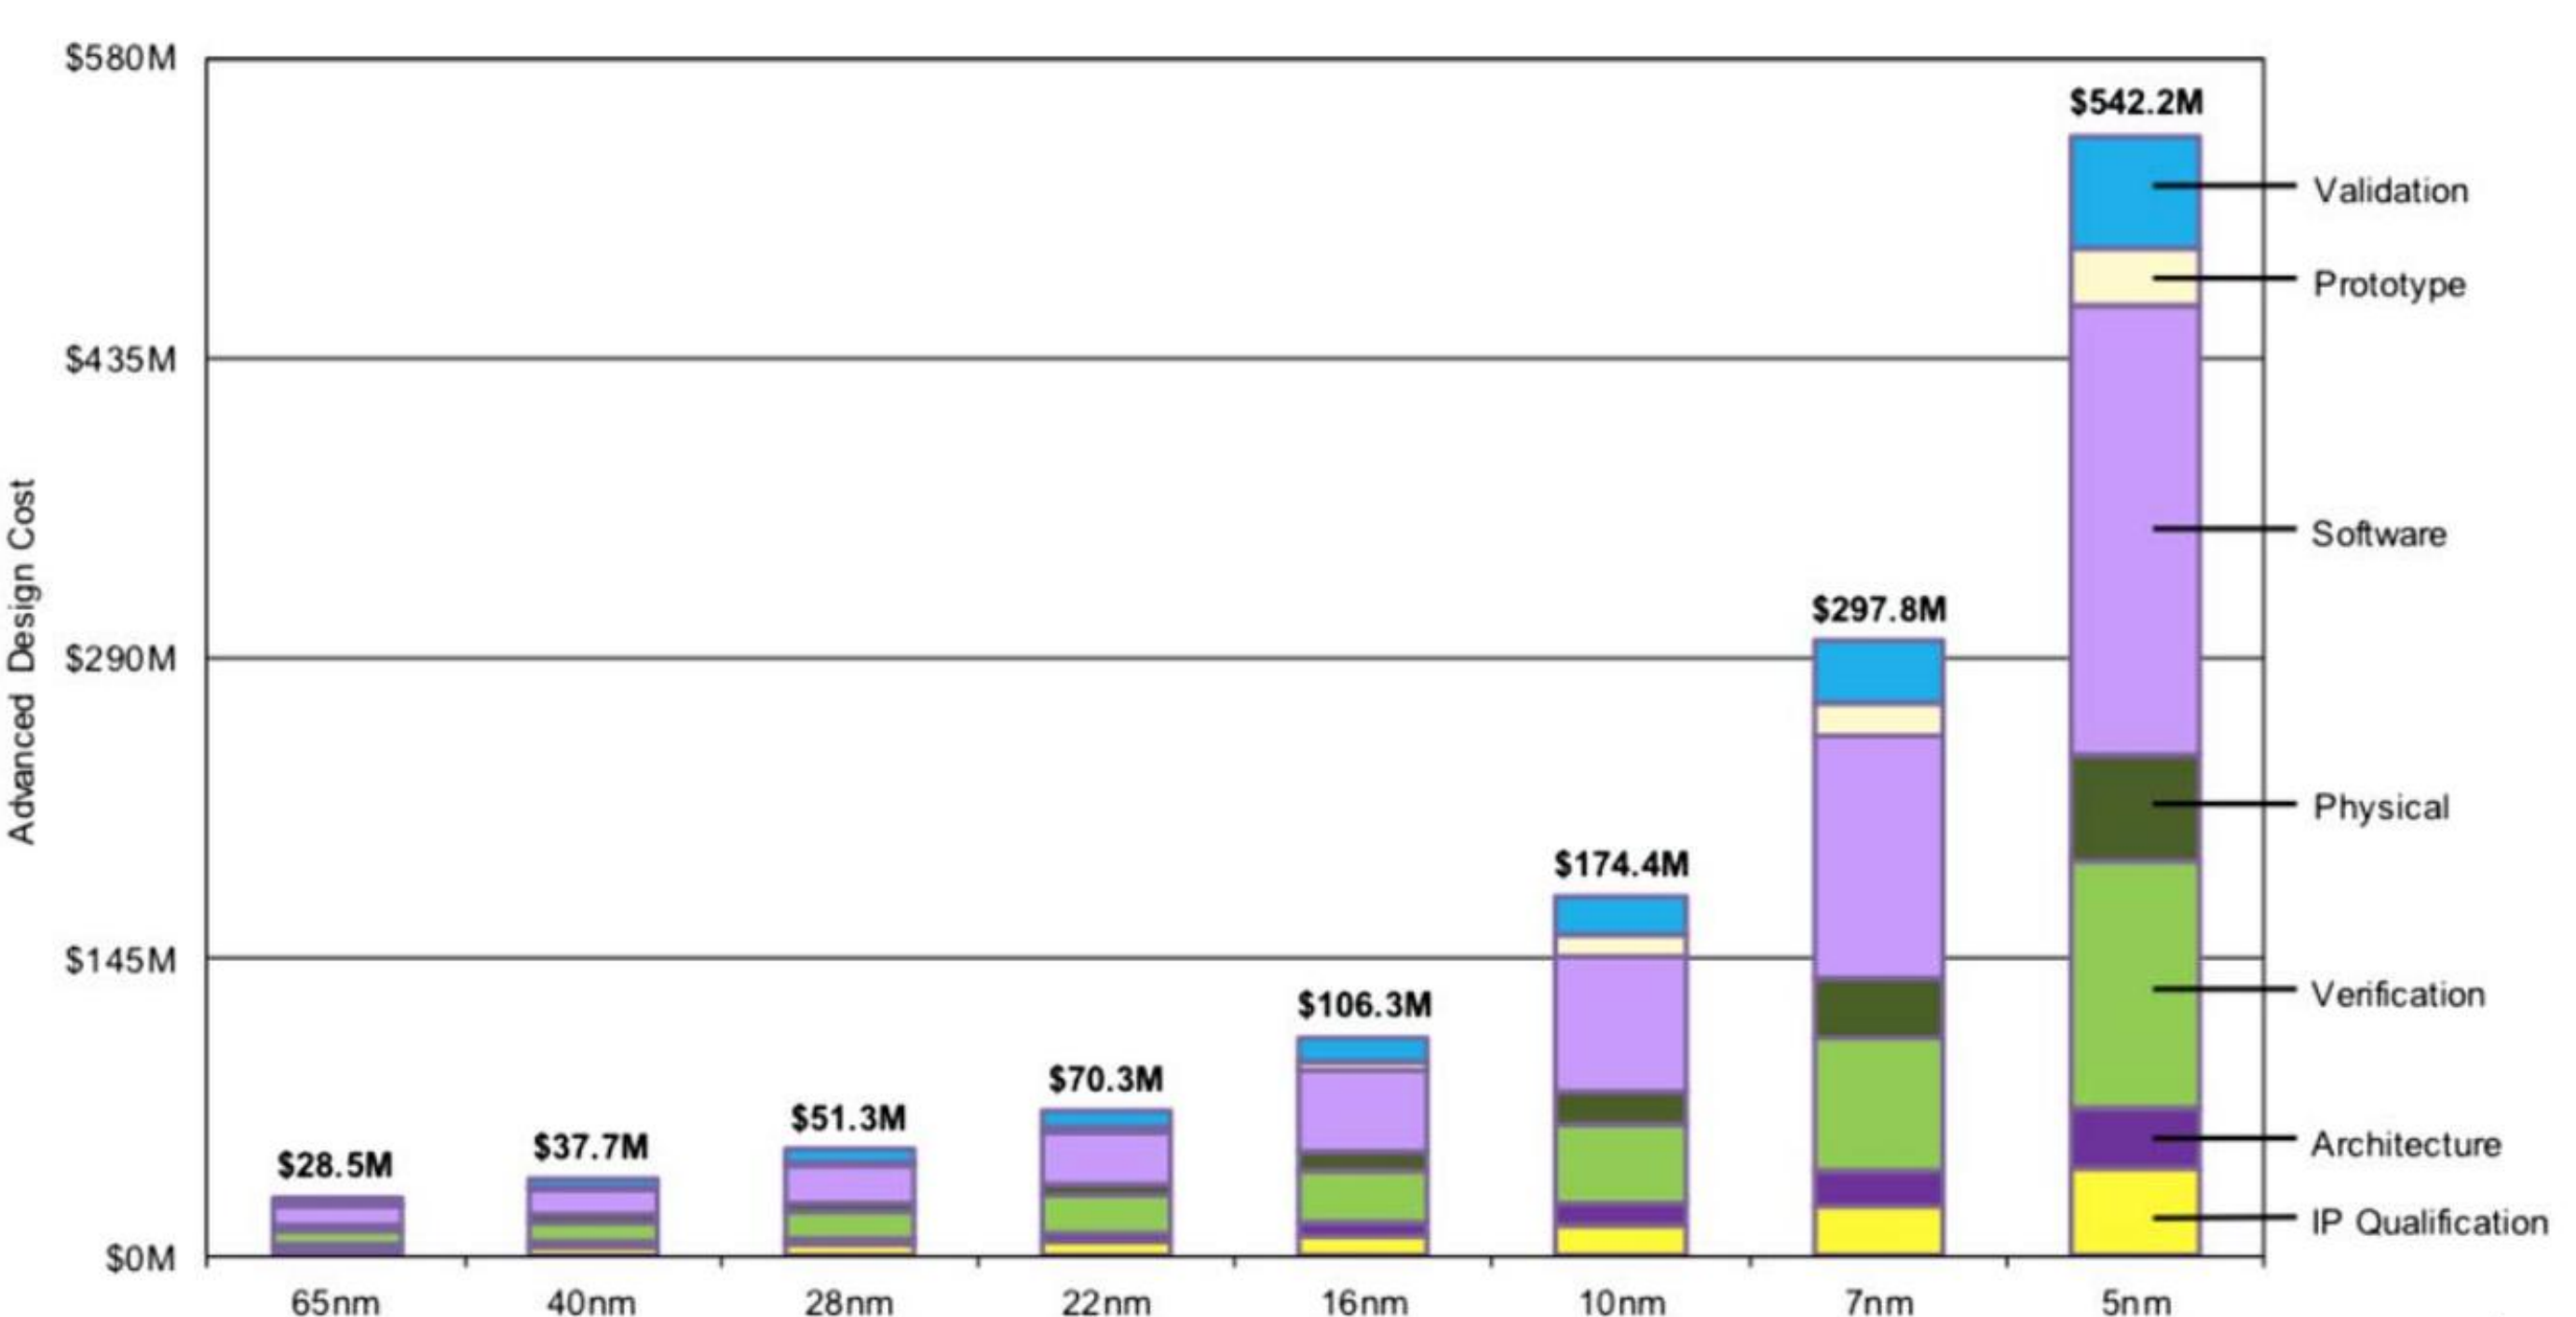 $580M
$542.2M
Validation
Prototype
$435M
Software
Advanced Design Cost
$297.8M
$290M
Physical
$174.4M
$145M
Verification
$106.3M
$70.3M
$51.3M
Architecture
$37.7M
$28.5M
IP Qualification
$0M
65nm 40nm 28nm 22nm 16nm 10nm 7nm 5nm